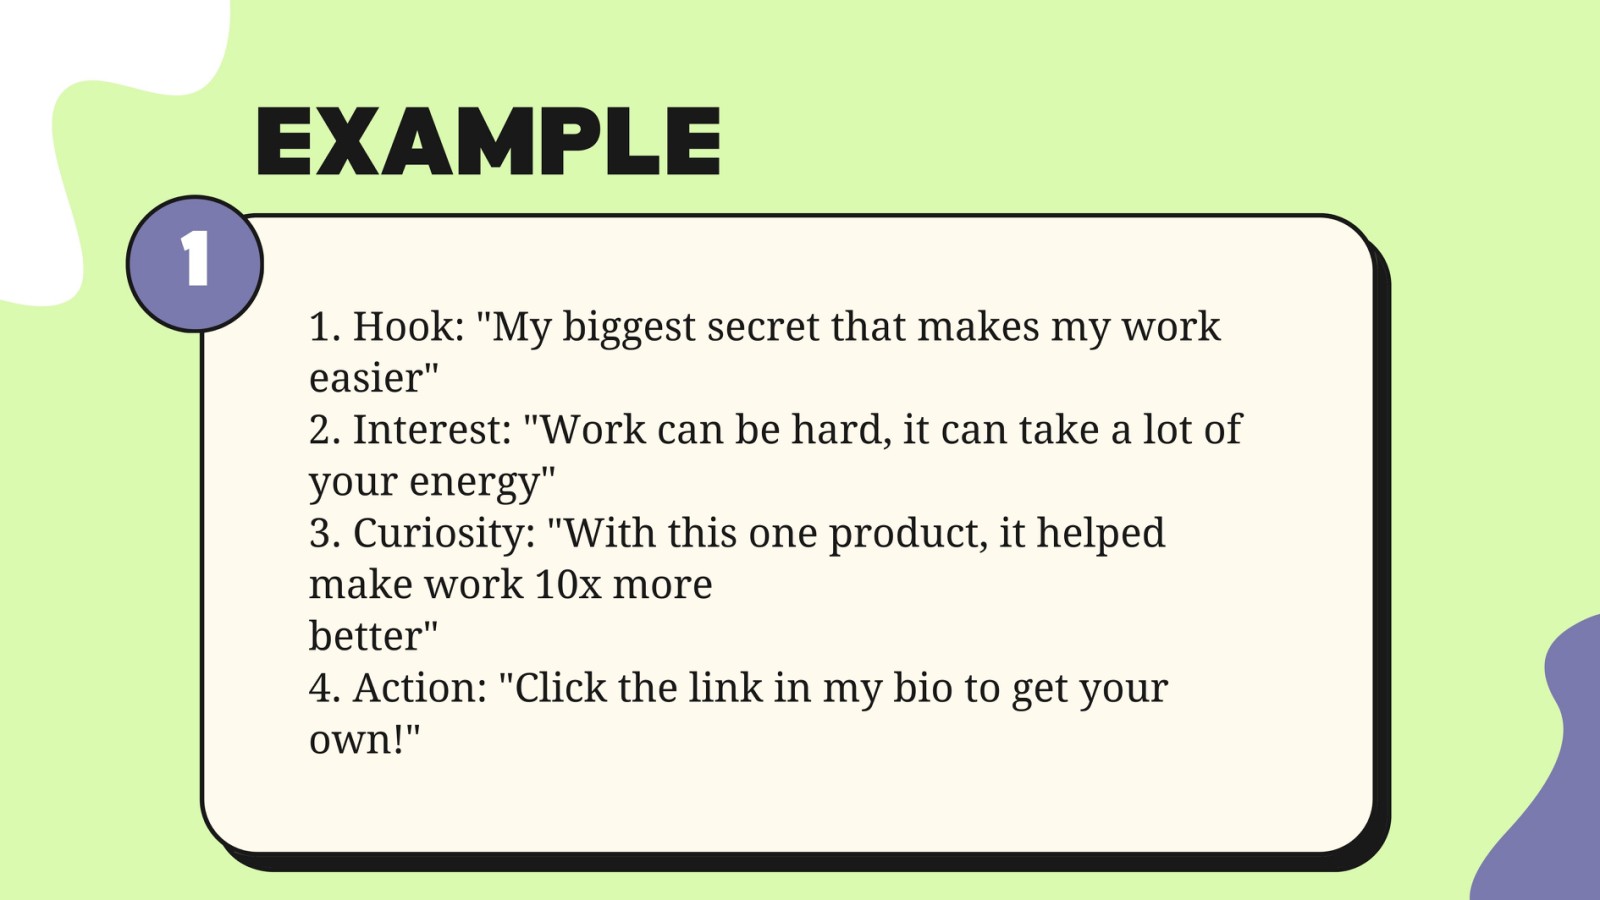 EXAMPLE
1
1. Hook: "My biggest secret that makes my work
easier"
2. Interest: "Work can be hard, it can take a lot of
your energy"
3. Curiosity: "With this one product, it helped
make work 10x more
better"
4. Action: "Click the link in my bio to get your
own!"